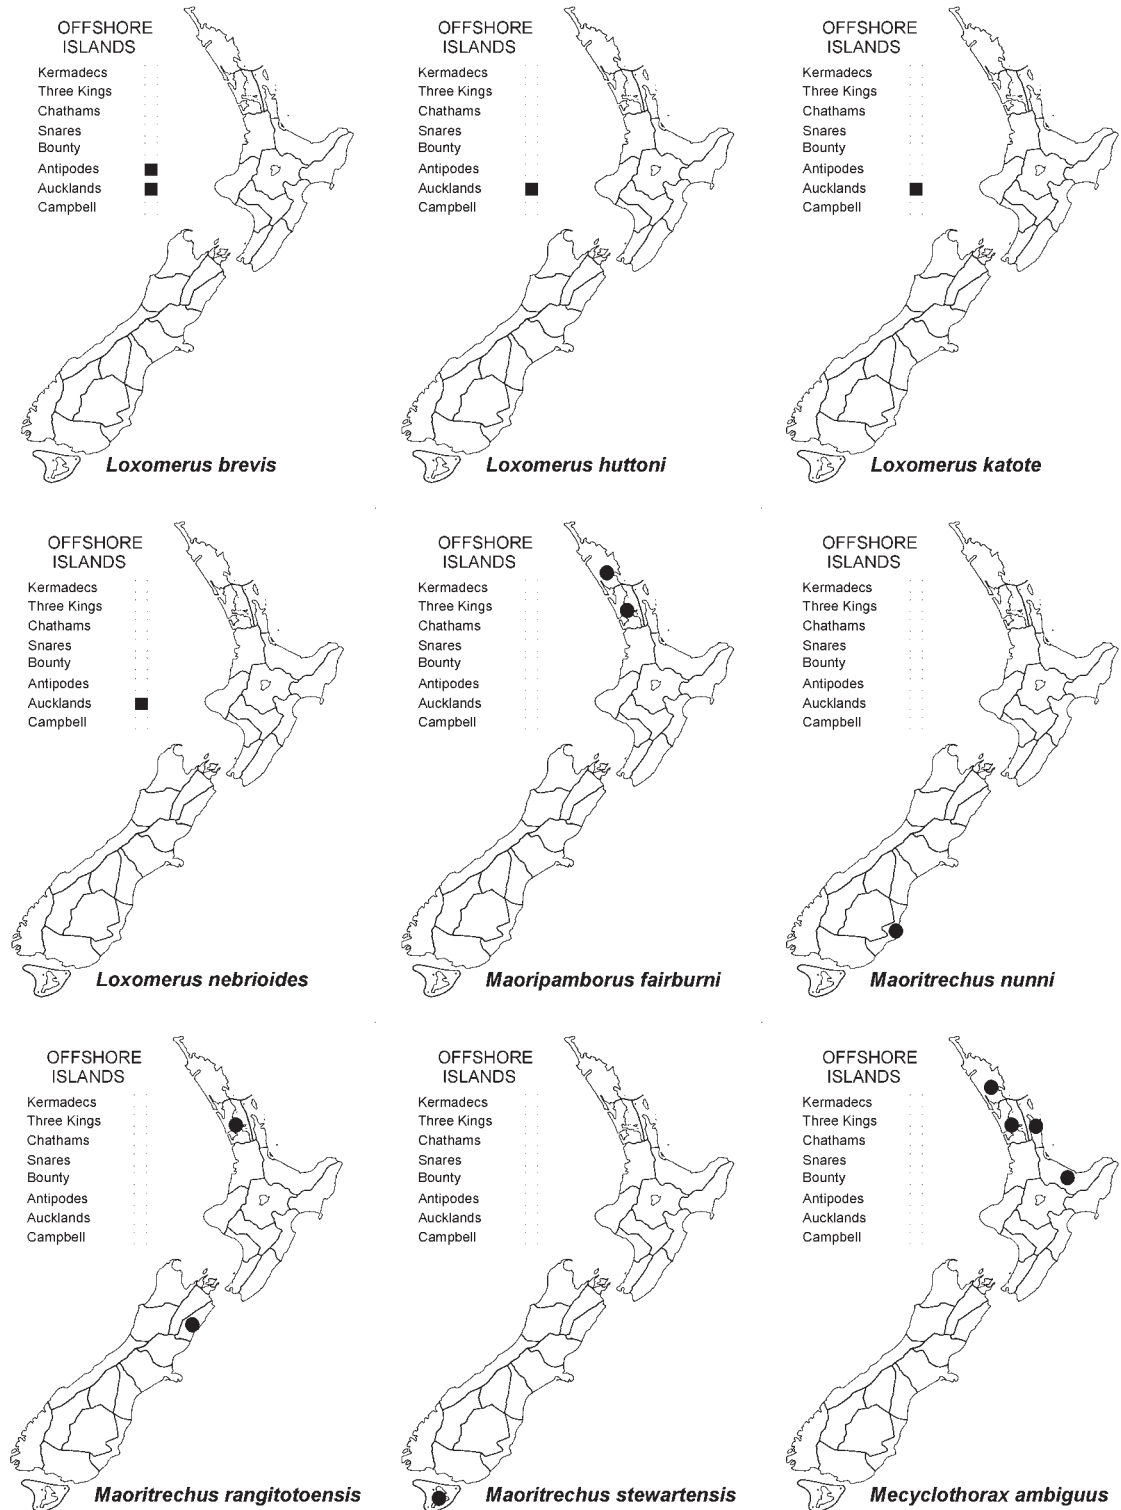 OFFSHORE
ISLANDS
Kermadecs
Three Kings
Chathams
Snares
Bounty
Antipodes
Aucklands
Campbell
Loxomerus brevis
OFFSHORE
ISLANDS
Kermadecs
Three Kings
Chathams
Snares
Bounty
Antipodes
Aucklands
Campbell
Loxomerus huttoni
OFFSHORE
ISLANDS
Kermadecs
Three Kings
Chathams
Snares
Bounty
Antipodes
Aucklands
Campbell
Loxomerus katote
OFFSHORE
ISLANDS
Kermadecs
Three Kings
Chathams
Snares
Bounty
Antipodes
Aucklands
Campbell
Loxomerus nebrioides
OFFSHORE
ISLANDS
Kermadecs
Three Kings
Chathams
Snares
Bounty
Antipodes
Aucklands
Campbell
Maoripamborus fairburni
OFFSHORE
ISLANDS
Kermadecs
Three Kings
Chathams
Snares
Bounty
Antipodes
Aucklands
Campbell
Maoritrechus nunni
OFFSHORE
ISLANDS
Kermadecs
Three Kings
Chathams
Snares
Bounty
Antipodes
Aucklands
Campbell
Maoritrechus rangitotoensis
OFFSHORE
ISLANDS
Kermadecs
Three Kings
Chathams
Snares
Bounty
Antipodes
Aucklands
Campbell
Maoritrechus stewartensis
OFFSHORE
ISLANDS
Kermadecs
Three Kings
Chathams
Snares
Bounty
Antipodes
Aucklands
Campbell
Mecyclothorax ambiguus